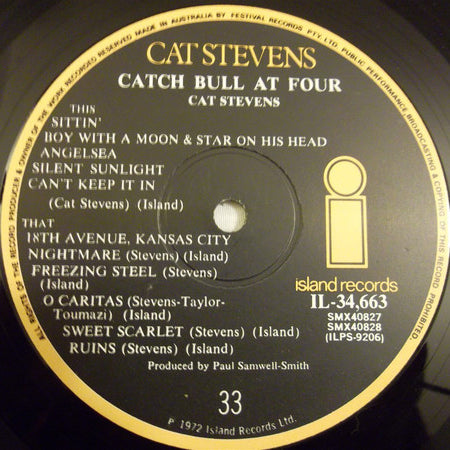 ALL RIGHTS OF THE RECORD PRODUCER & OWNER OF THE WORK RECORDED RESERVED MADE IN AUSTRALIA BY FESTIVAL RECORDS PTY. LTD. PUBLIC PERFORMANCE BROADCASTING & COPYING OF THIS RECORD PROHIBITED.
CAT STEVENS
CATCH BULL AT FOUR
CAT STEVENS
THIS
SITTIN'
BOY WITH A MOON & STAR ON HIS HEAD
ANGELSEA
SILENT SUNLIGHT
CAN'T KEEP IT IN
(Cat Stevens) (Island)
THAT
18TH AVENUE, KANSAS CITY
NIGHTMARE (Stevens) (Island)
FREEZING STEEL (Stevens)
(Island)
O CARITAS (Stevens-Taylor-
Toumazi) (Island)
SWEET SCARLET (Stevens) (Island)
RUINS (Stevens) (Island)
Produced by Paul Samwell-Smith
i
island records
IL-34,663
SMX40827
SMX40828
(ILPS-9206)
33
P 1972 Island Records Ltd.